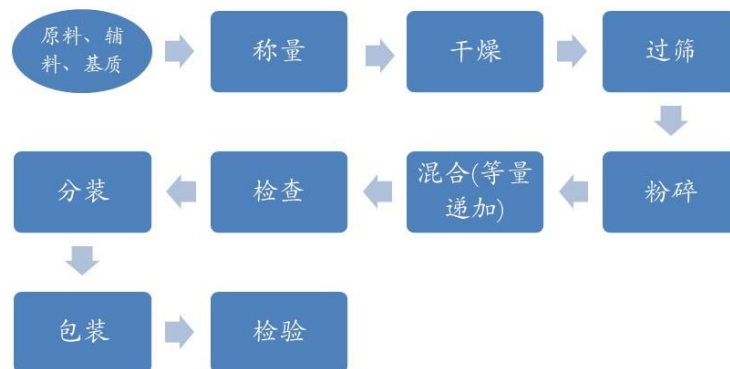 原料、辅
料、基质
称量
干燥
过筛
粉碎
混合(等量
递加)
检查
分装
包装
检验